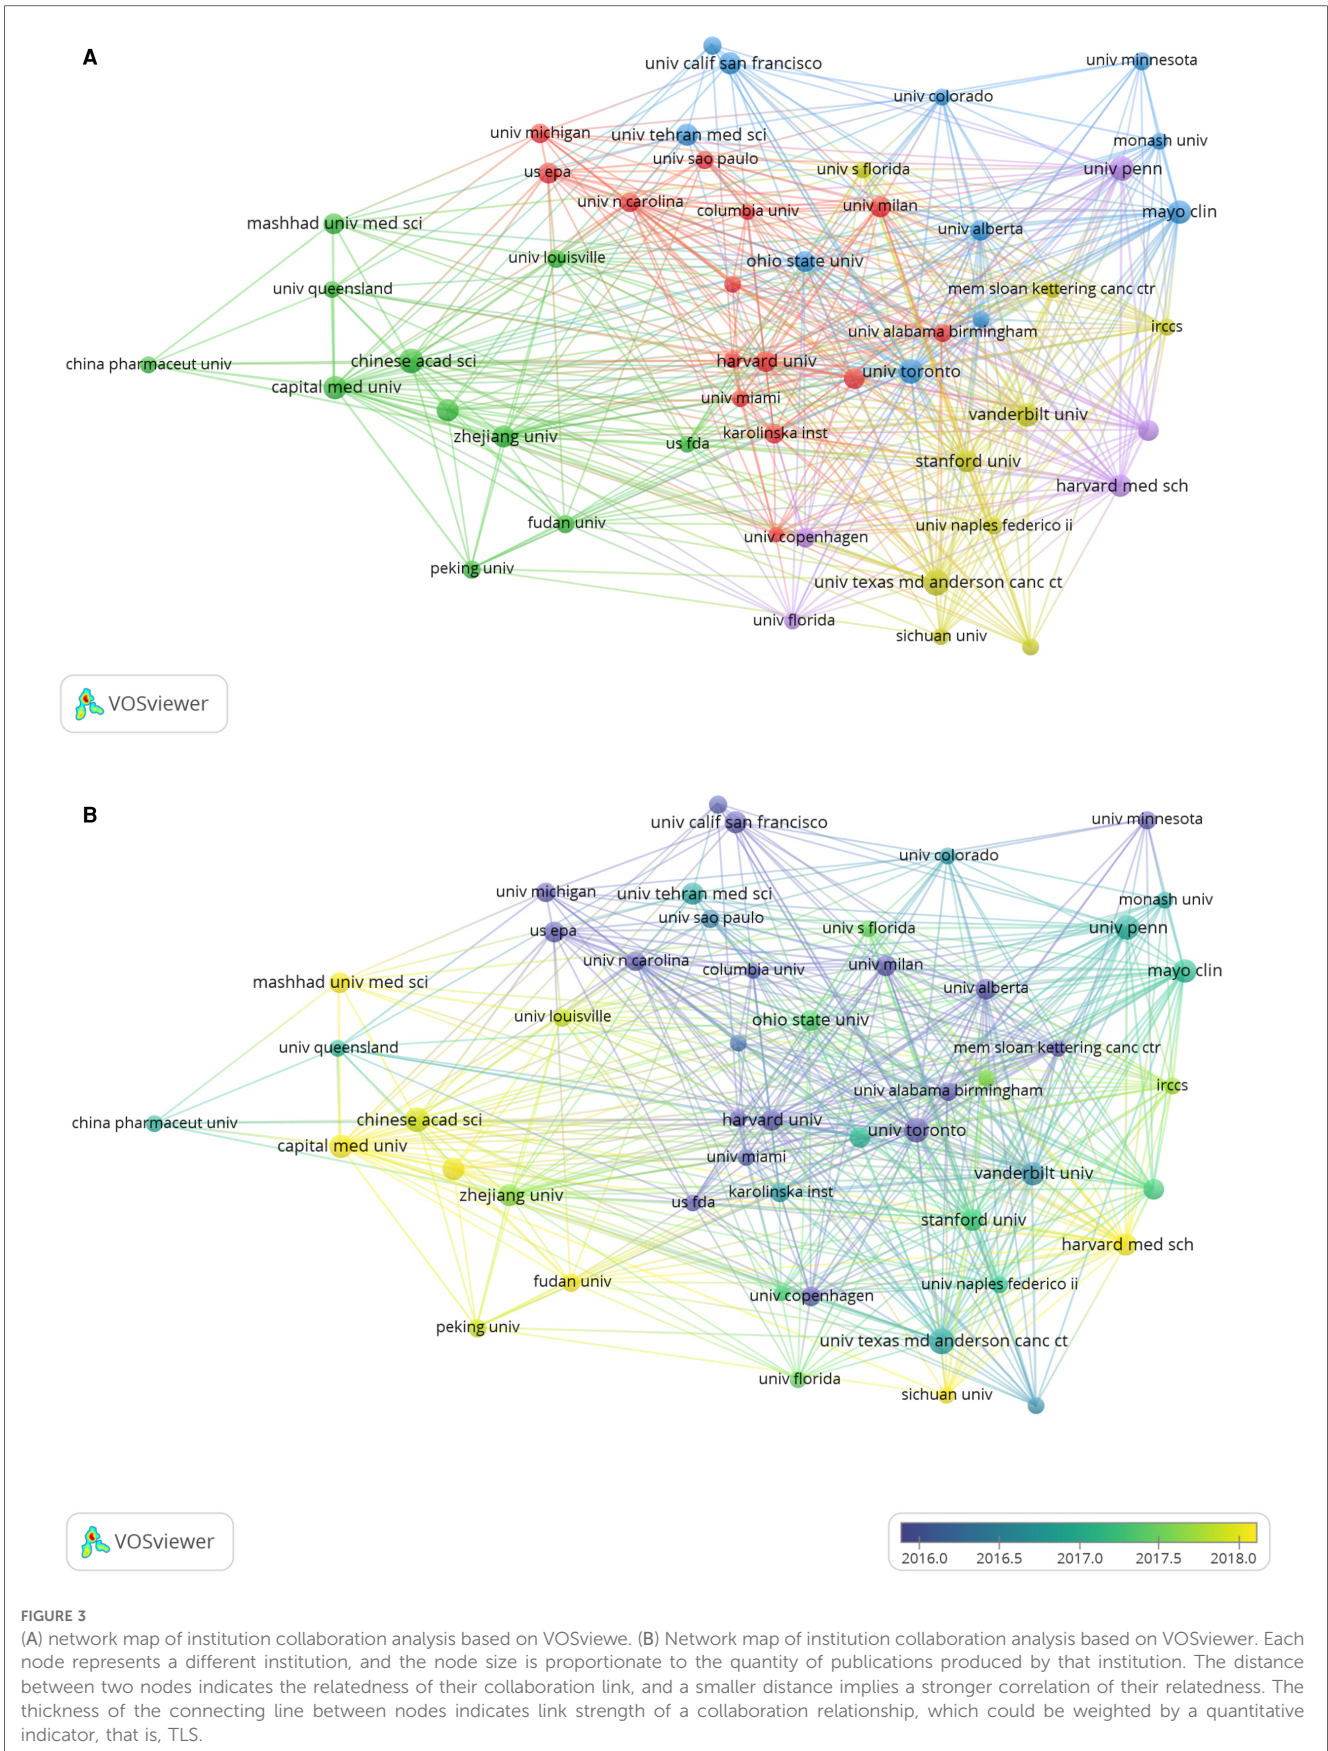 A
univ calif san francisco
univ minnesota
univ colorado
univ michigan
univ tehran med sci
monash univ
univ sao paulo
us epa
univ s florida
univ penn
univ n carolina
columbia univ
univ milan
mayo clin
mashhad univ med sci
univ alberta
univ louisville
ohio state univ
univ queensland
mem sloan kettering canc ctr
univ alabama birmingham
irccs
china pharmaceut univ
chinese acad sci
harvard univ
univ toronto
capital med univ
univ miami
vanderbilt univ
zhejiang univ
us fda
karolinska inst
stanford univ
harvard med sch
fudan univ
univ copenhagen
univ naples federico ii
peking univ
univ texas md anderson canc ct
univ florida
sichuan univ
VOSviewer
B
univ calif san francisco
univ minnesota
univ colorado
univ michigan
univ tehran med sci
monash univ
univ sao paulo
us epa
univ s florida
univ penn
univ n carolina
columbia univ
univ milan
mayo clin
mashhad univ med sci
univ alberta
univ louisville
ohio state univ
univ queensland
mem sloan kettering canc ctr
univ alabama birmingham
irccs
china pharmaceut univ
chinese acad sci
harvard univ
univ toronto
capital med univ
univ miami
vanderbilt univ
zhejiang univ
us fda
karolinska inst
stanford univ
harvard med sch
fudan univ
univ copenhagen
univ naples federico ii
peking univ
univ texas md anderson canc ct
univ florida
sichuan univ
VOSviewer
2016.0 2016.5 2017.0 2017.5 2018.0
FIGURE 3
(A) network map of institution collaboration analysis based on VOSviewe. (B) Network map of institution collaboration analysis based on VOSviewer. Each
node represents a different institution, and the node size is proportionate to the quantity of publications produced by that institution. The distance
between two nodes indicates the relatedness of their collaboration link, and a smaller distance implies a stronger correlation of their relatedness. The
thickness of the connecting line between nodes indicates link strength of a collaboration relationship, which could be weighted by a quantitative
indicator, that is, TLS.